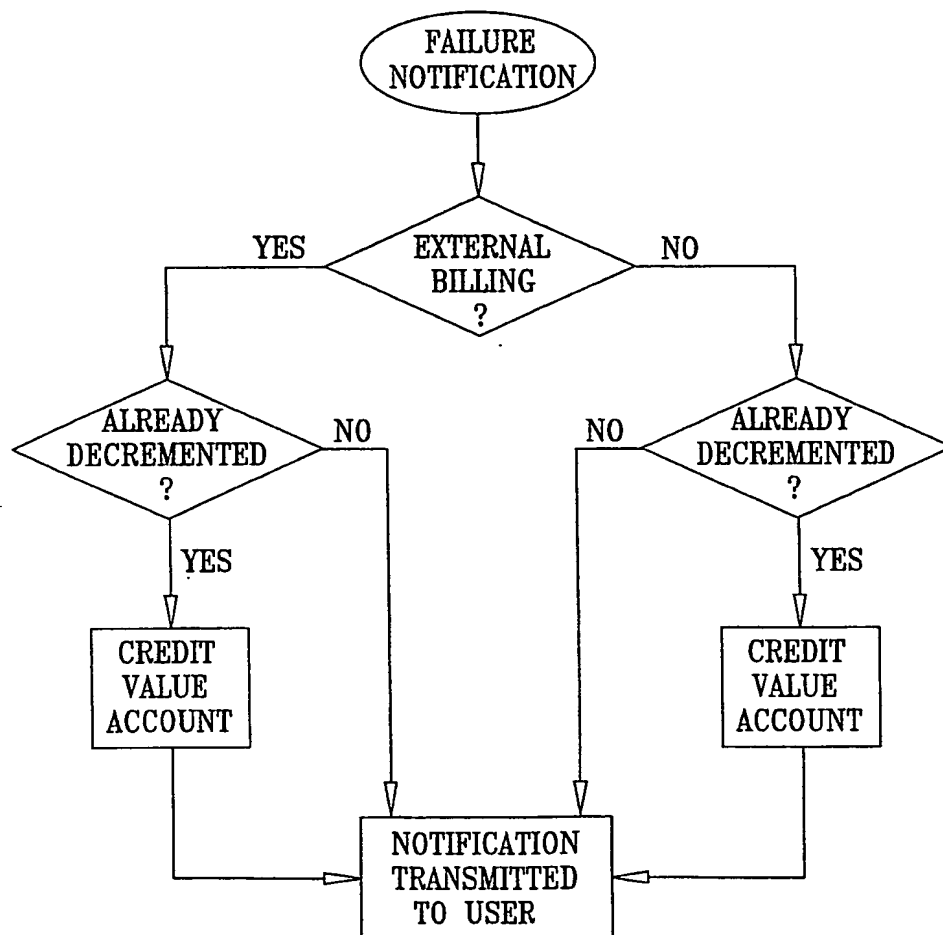 FAILURE
NOTIFICATION
YES
EXTERNAL
BILLING
?
NO
ALREADY
DECREMENTED
?
NO
YES
CREDIT
VALUE
ACCOUNT
NO
ALREADY
DECREMENTED
?
YES
CREDIT
VALUE
ACCOUNT
NOTIFICATION
TRANSMITTED
TO USER